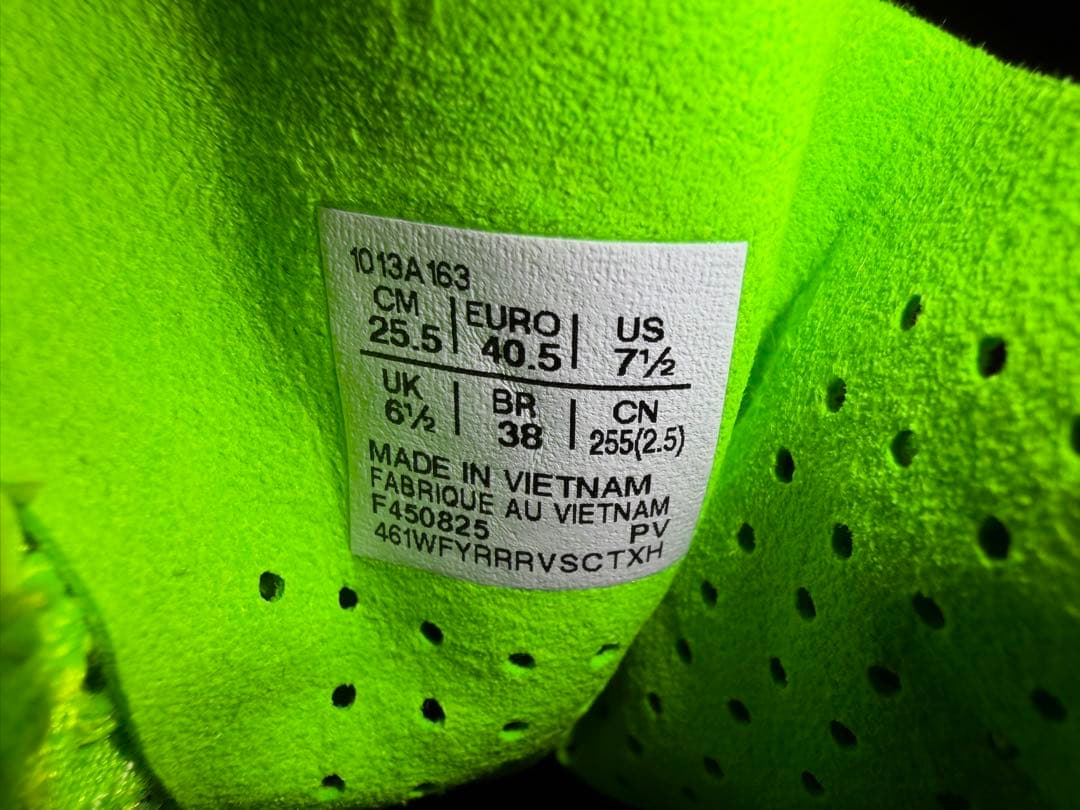 1013A163
CM | EURO | US
25.5 | 40.5 | 7½
UK | BR | CN
6½ | 38 | 255(2.5)
MADE IN VIETNAM
FABRIQUE AU VIETNAM
F450825 PV
461WFYRRRVSCTXH